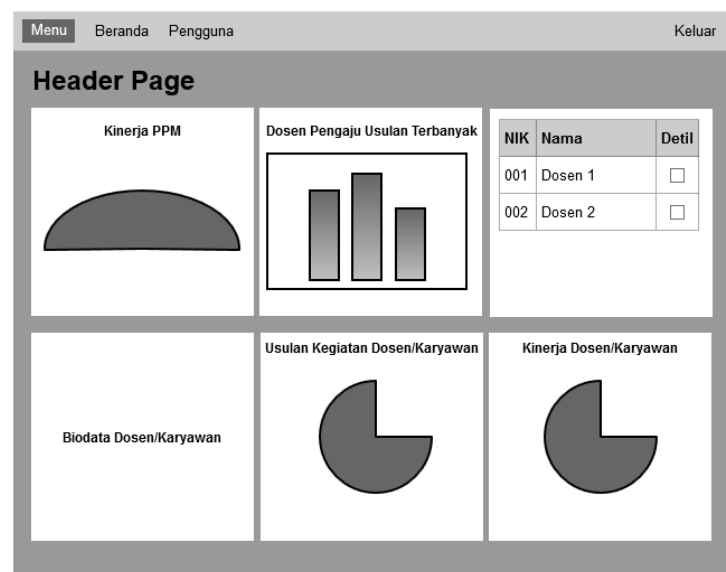 Menu Beranda Pengguna Keluar
Header Page
Kinerja PPM
Dosen Pengaju Usulan Terbanyak
NIK Nama Detil
001 Dosen 1
002 Dosen 2
Biodata Dosen/Karyawan
Usulan Kegiatan Dosen/Karyawan
Kinerja Dosen/Karyawan